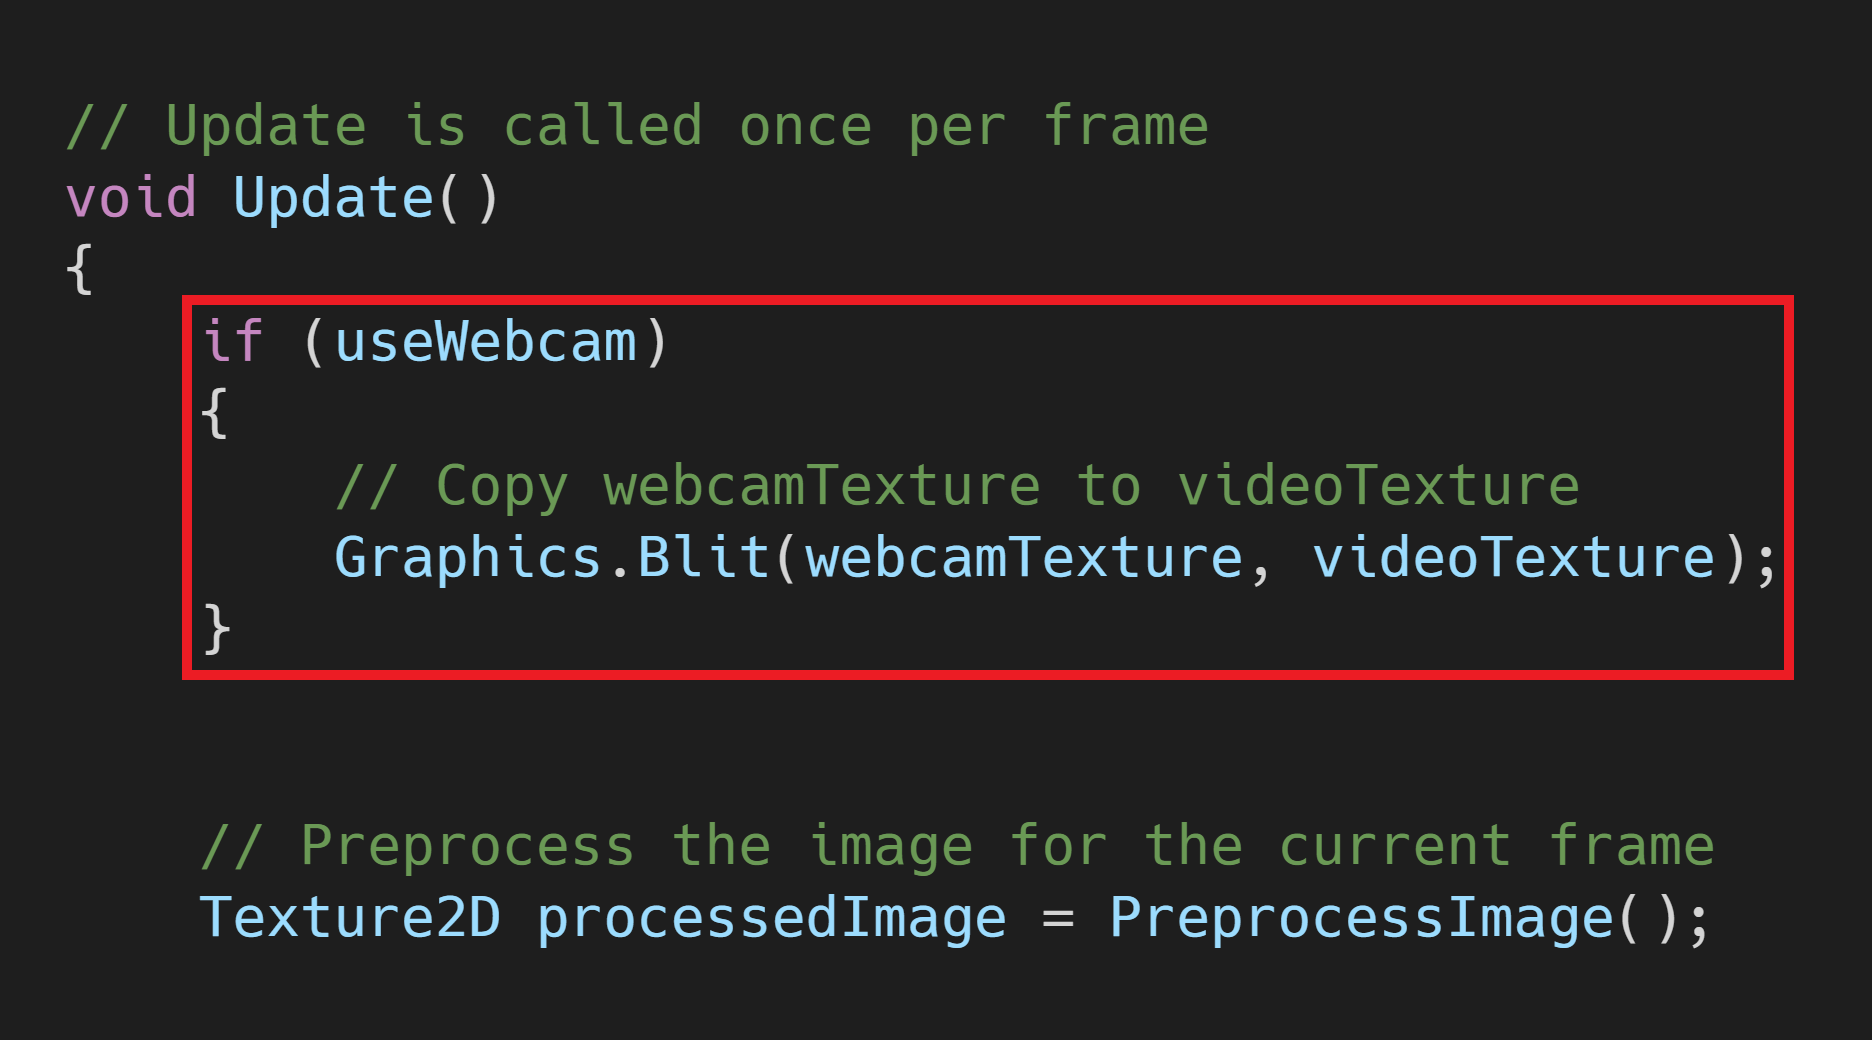 // Update is called once per frame
void Update()
{
    if (useWebcam)
    {
        // Copy webcamTexture to videoTexture
        Graphics.Blit(webcamTexture, videoTexture);
    }
    // Preprocess the image for the current frame
    Texture2D processedImage = PreprocessImage();